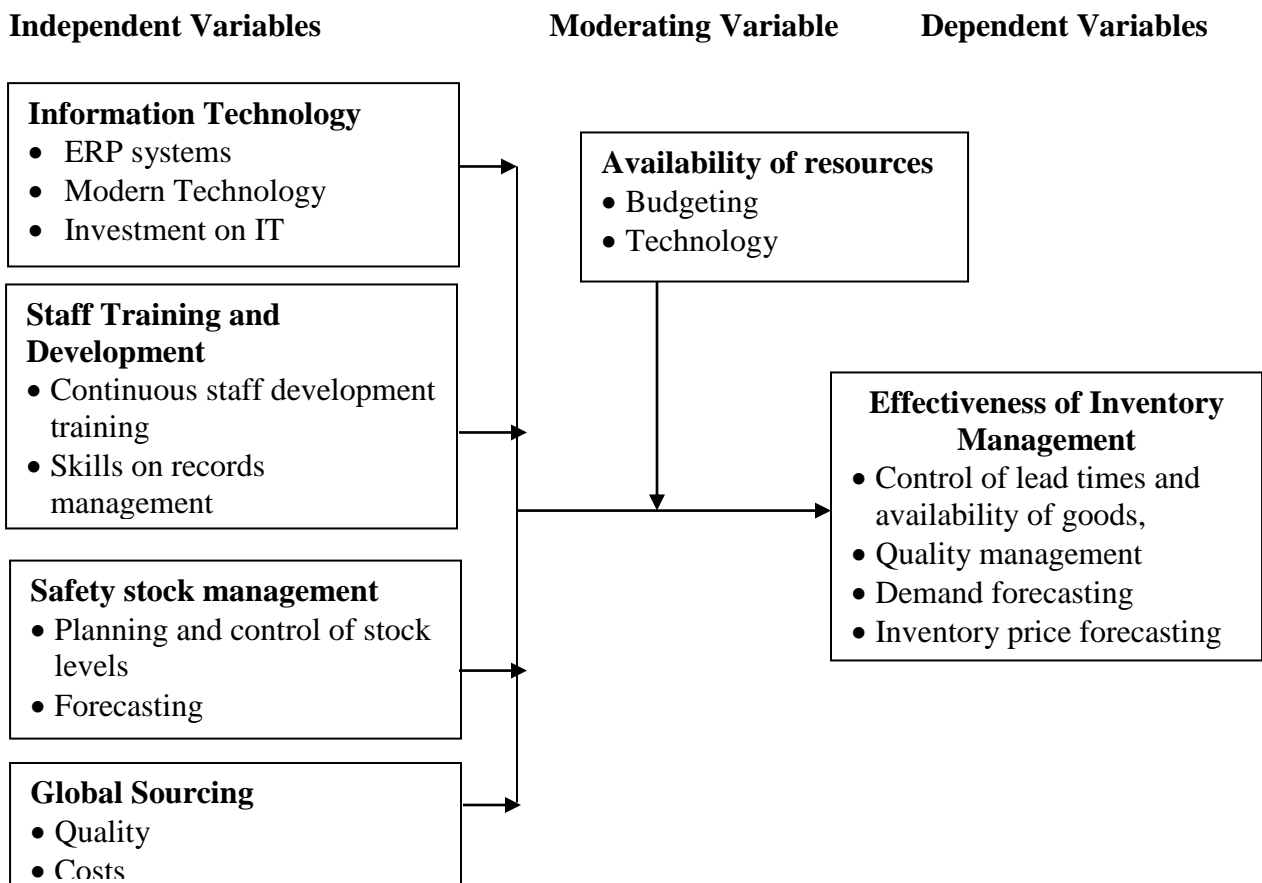 Independent Variables
Moderating Variable
Dependent Variables
Information Technology
• ERP systems
• Modern Technology
• Investment on IT
Staff Training and
Development
• Continuous staff development
training
• Skills on records
management
Safety stock management
• Planning and control of stock
levels
• Forecasting
Global Sourcing
• Quality
• Costs
Availability of resources
• Budgeting
• Technology
Effectiveness of Inventory
Management
• Control of lead times and
availability of goods,
• Quality management
• Demand forecasting
• Inventory price forecasting